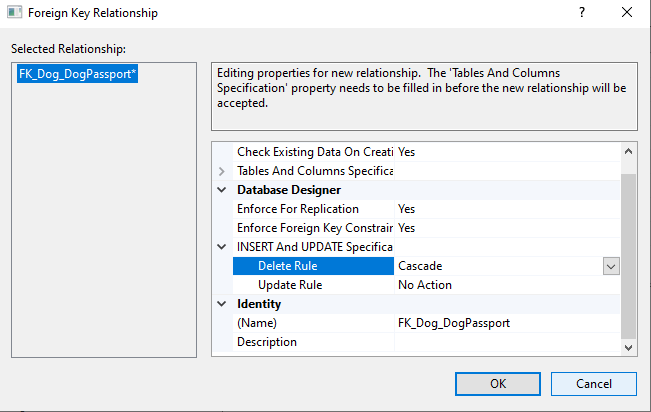 Foreign Key Relationship
Selected Relationship:
FK_Dog_DogPassport*
Editing properties for new relationship. The 'Tables And Columns
Specification' property needs to be filled in before the new relationship will be
accepted.
Check Existing Data On Creati Yes
Tables And Columns Specifica
Database Designer
Enforce For Replication Yes
Enforce Foreign Key Constrain Yes
INSERT And UPDATE Specifica
Delete Rule Cascade
Update Rule No Action
Identity
(Name) FK_Dog_DogPassport
Description
OK Cancel